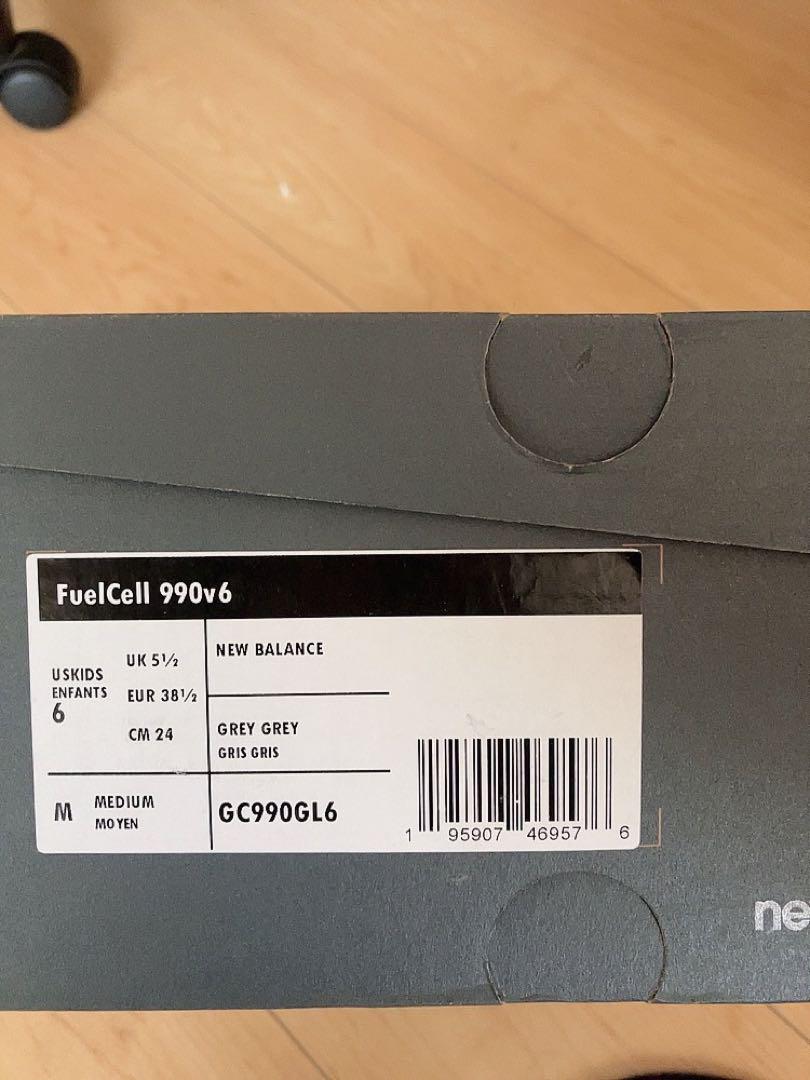 FuelCell 990v6
USKIDS
ENFANTS
6
UK 5½
EUR 38½
CM 24
NEW BALANCE
GREY GREY
GRIS GRIS
M
MEDIUM
MOYEN
GC990GL6
1 95907 46957 6
ne